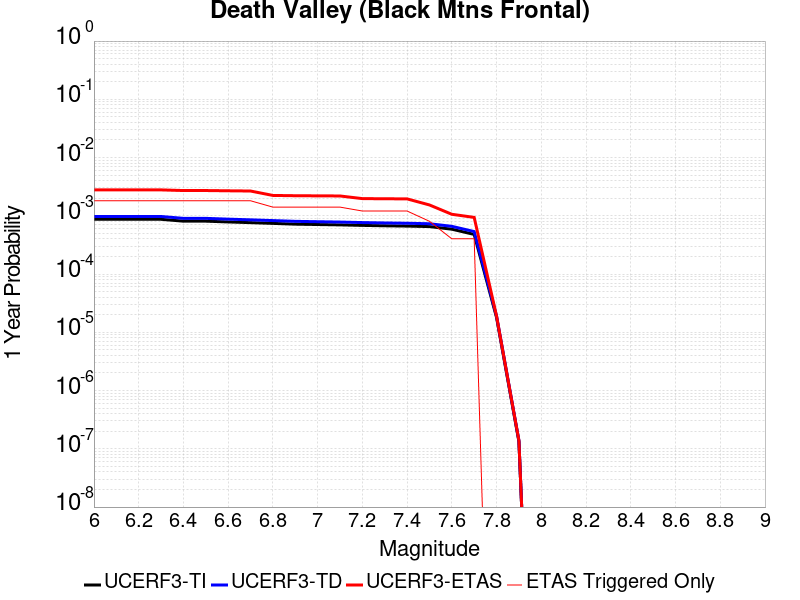 Death Valley (Black Mtns Frontal)
10^0
10^-1
10^-2
10^-3
10^-4
10^-5
10^-6
10^-7
10^-8
1 Year Probability
6 6.2 6.4 6.6 6.8 7 7.2 7.4 7.6 7.8 8 8.2 8.4 8.6 8.8 9
Magnitude
UCERF3-TI UCERF3-TD UCERF3-ETAS ETAS Triggered Only